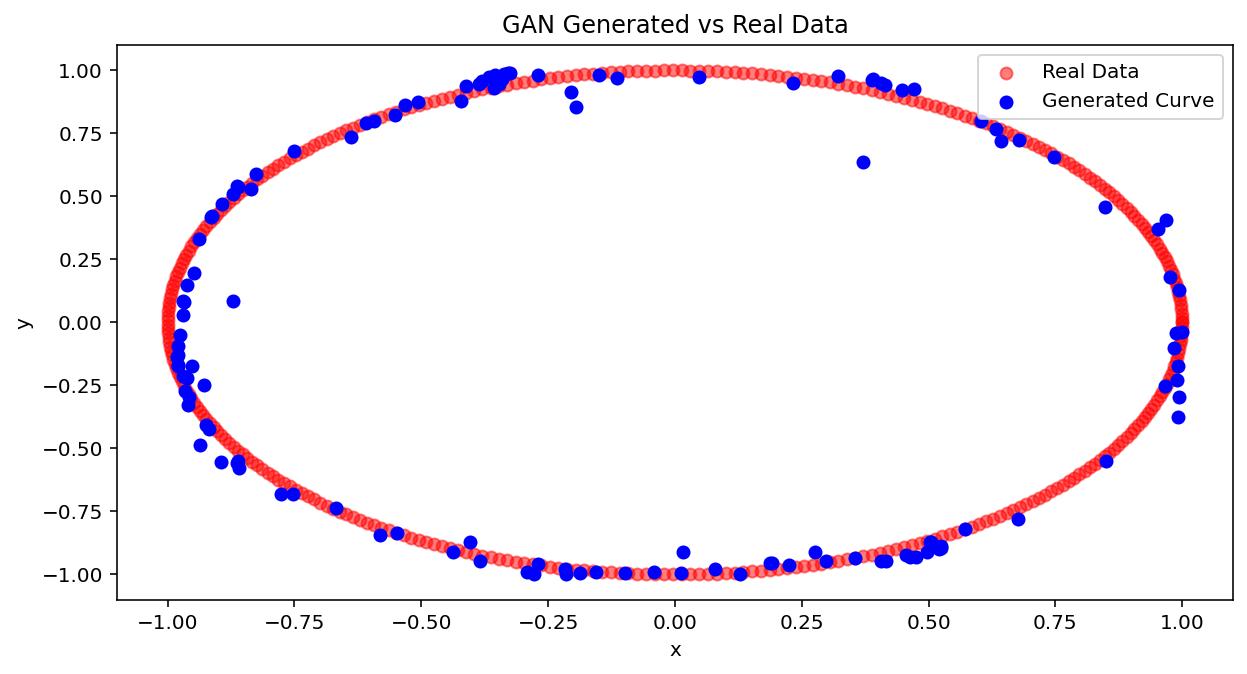 GAN Generated vs Real Data
Real Data
Generated Curve
1.00
0.75
0.50
0.25
0.00
−0.25
−0.50
−0.75
−1.00
y
−1.00 −0.75 −0.50 −0.25 0.00 0.25 0.50 0.75 1.00
x